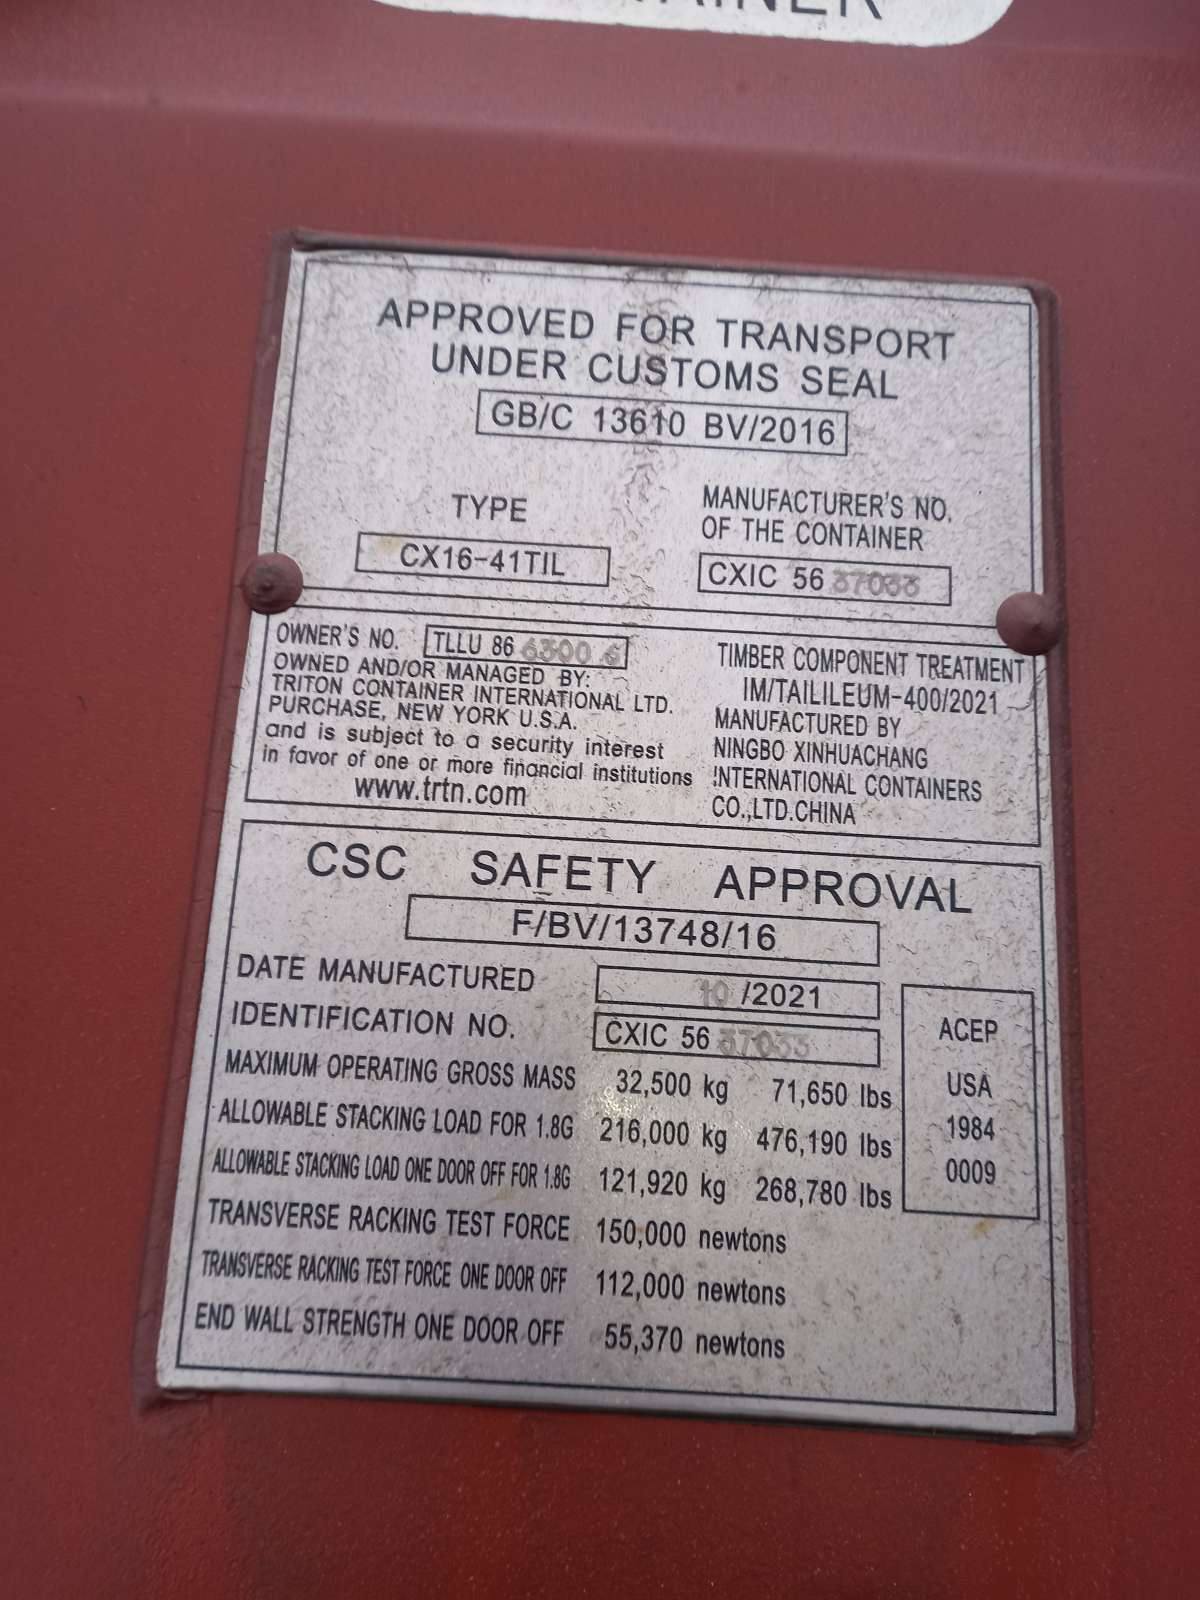 APPROVED FOR TRANSPORT
UNDER CUSTOMS SEAL
GB/C 13610 BV/2016
TYPE
CX16-41TIL
MANUFACTURER'S NO.
OF THE CONTAINER
CXIC 56 37033
OWNER'S NO. TLLU 86 6300 6
OWNED AND/OR MANAGED BY:
TRITON CONTAINER INTERNATIONAL LTD.
PURCHASE, NEW YORK U.S.A.
and is subject to a security interest
in favor of one or more financial institutions
www.trtn.com
TIMBER COMPONENT TREATMENT
IM/TAILILEUM-400/2021
MANUFACTURED BY
NINGBO XINHUACHANG
INTERNATIONAL CONTAINERS
CO.,LTD.CHINA
CSC SAFETY APPROVAL
F/BV/13748/16
DATE MANUFACTURED 10 /2021
IDENTIFICATION NO. CXIC 56 37033
MAXIMUM OPERATING GROSS MASS 32,500 kg 71,650 lbs
ALLOWABLE STACKING LOAD FOR 1.8G 216,000 kg 476,190 lbs
ALLOWABLE STACKING LOAD ONE DOOR OFF FOR 1.8G 121,920 kg 268,780 lbs
TRANSVERSE RACKING TEST FORCE 150,000 newtons
TRANSVERSE RACKING TEST FORCE ONE DOOR OFF 112,000 newtons
END WALL STRENGTH ONE DOOR OFF 55,370 newtons
ACEP
USA
1984
0009